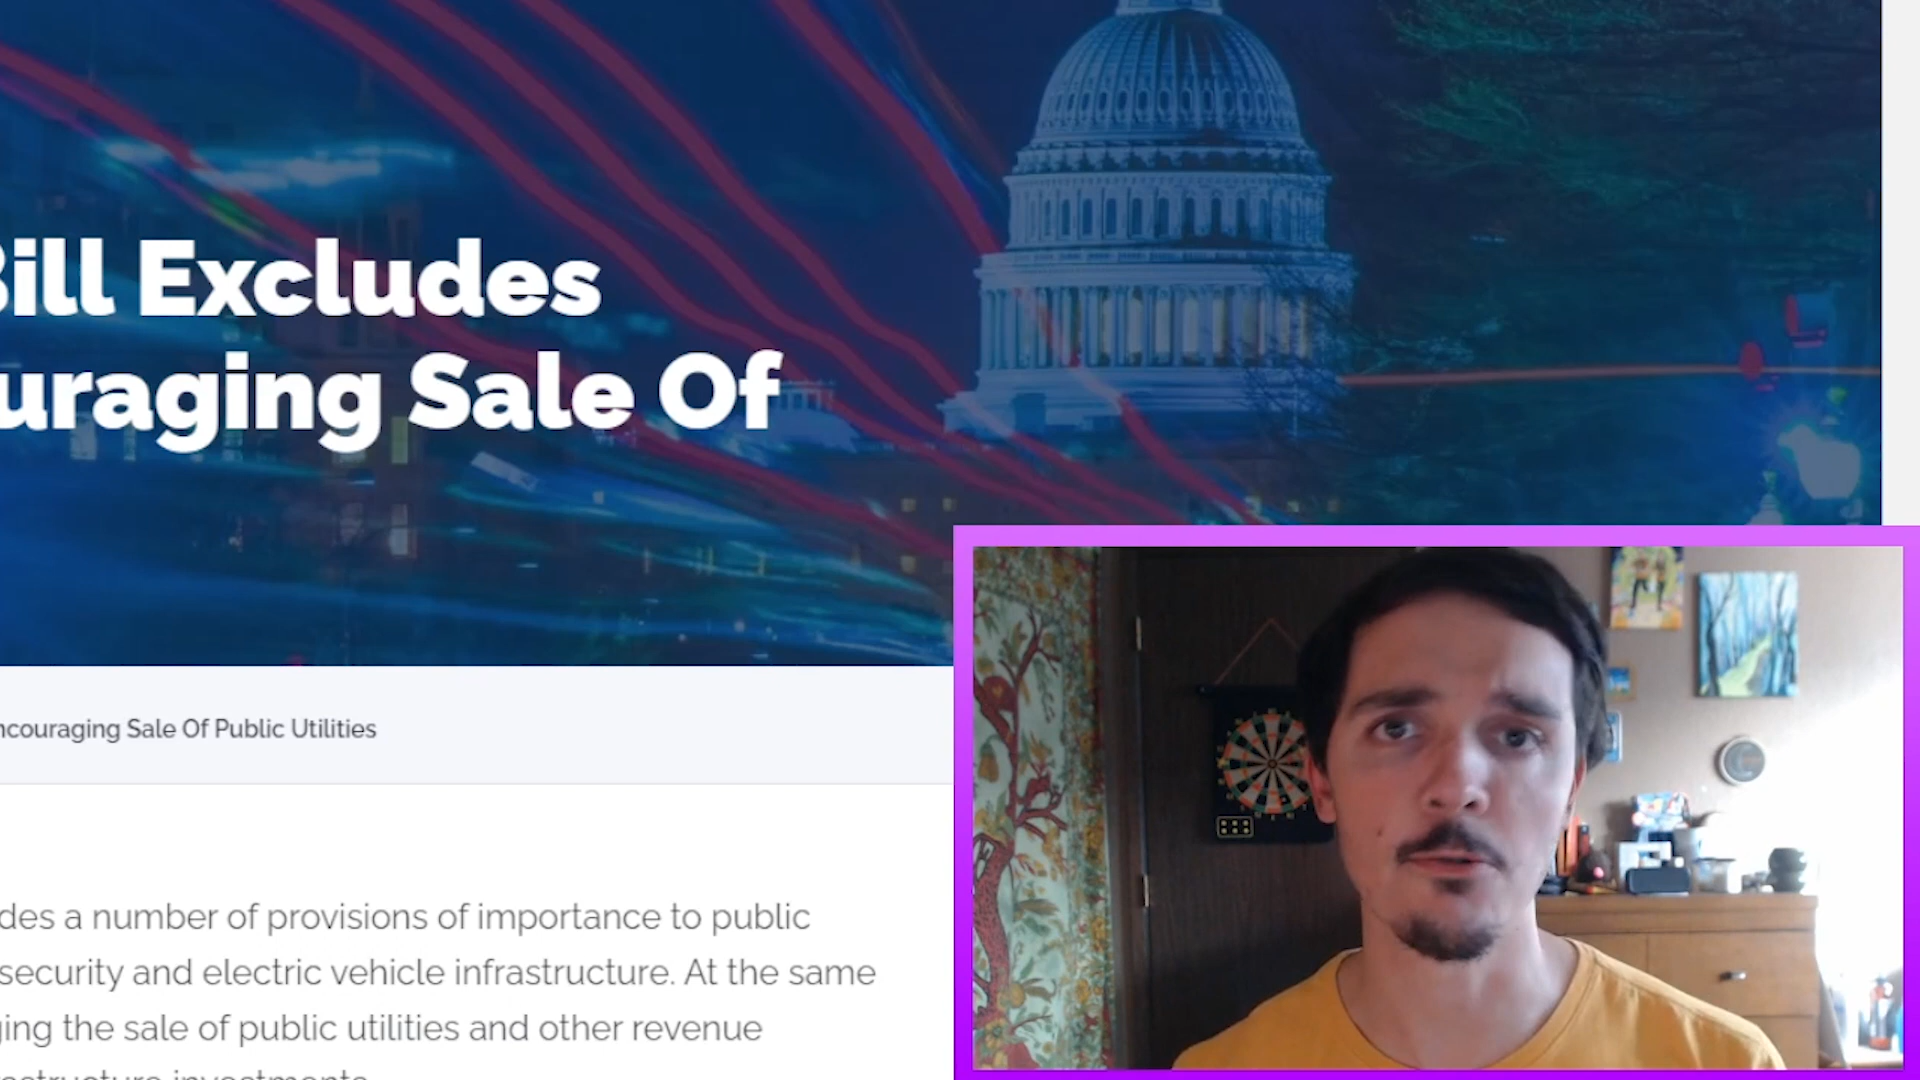 ill Excludes
uraging Sale Of
ncouraging Sale Of Public Utilities
des a number of provisions of importance to public
security and electric vehicle infrastructure. At the same
ing the sale of public utilities and other revenue